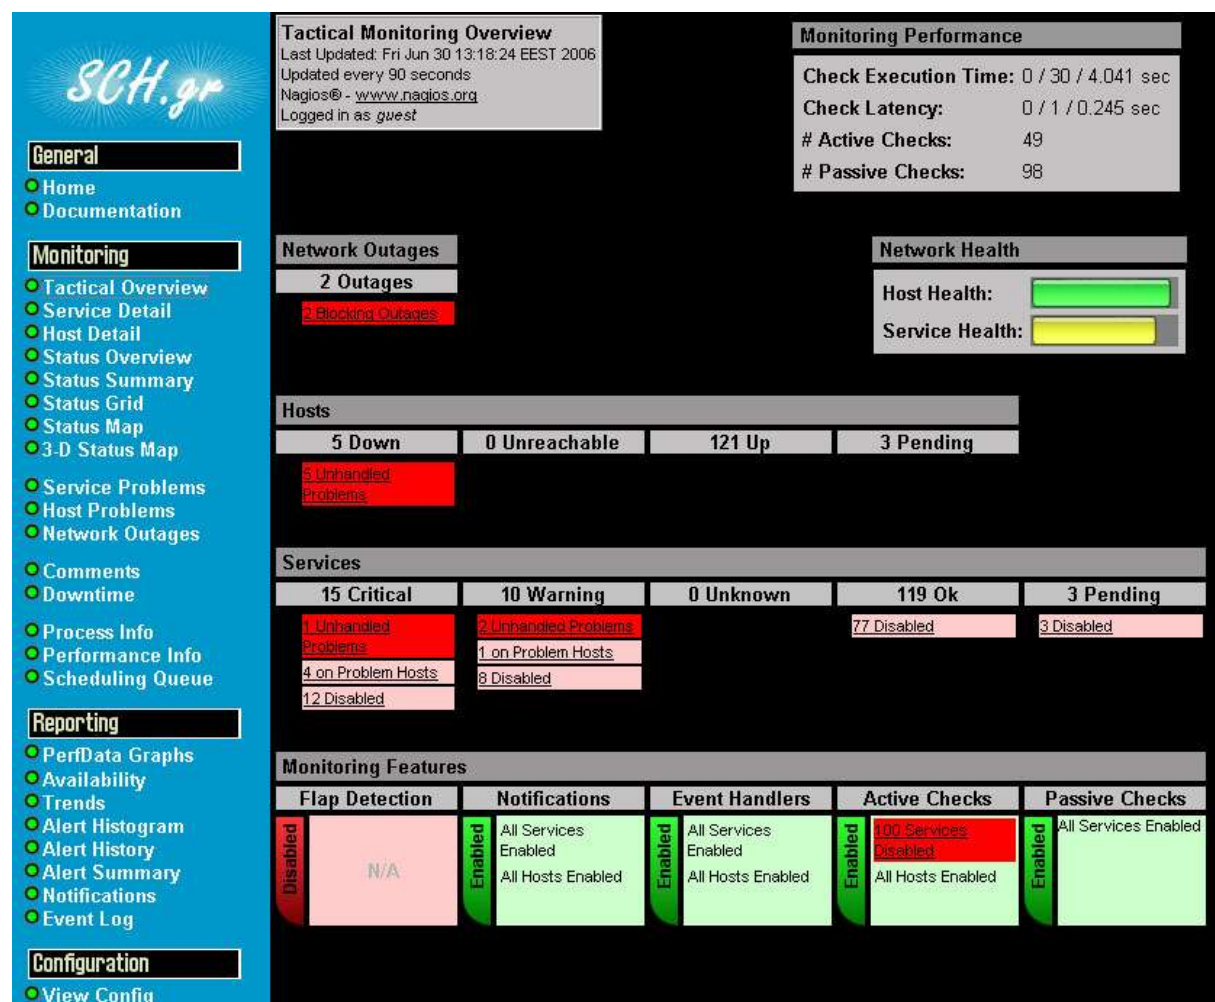 SCH.gr
General
Home
Documentation
Monitoring
Tactical Overview
Service Detail
Host Detail
Status Overview
Status Summary
Status Grid
Status Map
3-D Status Map
Service Problems
Host Problems
Network Outages
Comments
Downtime
Process Info
Performance Info
Scheduling Queue
Reporting
PerfData Graphs
Availability
Trends
Alert Histogram
Alert History
Alert Summary
Notifications
Event Log
Configuration
View Config
Tactical Monitoring Overview
Last Updated: Fri Jun 30 13:18:24 EEST 2006
Updated every 90 seconds
Nagios® - www.nagios.org
Logged in as guest
Monitoring Performance
Check Execution Time: 0 / 30 / 4.041 sec
Check Latency: 0 / 1 / 0.245 sec
# Active Checks: 49
# Passive Checks: 98
Network Outages
2 Outages
2 Blocking Outages
Network Health
Host Health:
Service Health:
Hosts
5 Down 0 Unreachable 121 Up 3 Pending
5 Unhandled
Problems
Services
15 Critical 10 Warning 0 Unknown 119 Ok 3 Pending
1 Unhandled
Problems
4 on Problem Hosts
12 Disabled
2 Unhandled Problems
1 on Problem Hosts
8 Disabled
77 Disabled
3 Disabled
Monitoring Features
Flap Detection Notifications Event Handlers Active Checks Passive Checks
Disabled
N/A
Enabled
All Services
Enabled
All Hosts Enabled
Enabled
All Services
Enabled
All Hosts Enabled
Enabled
100 Services
Disabled
All Hosts Enabled
Enabled
All Services Enabled